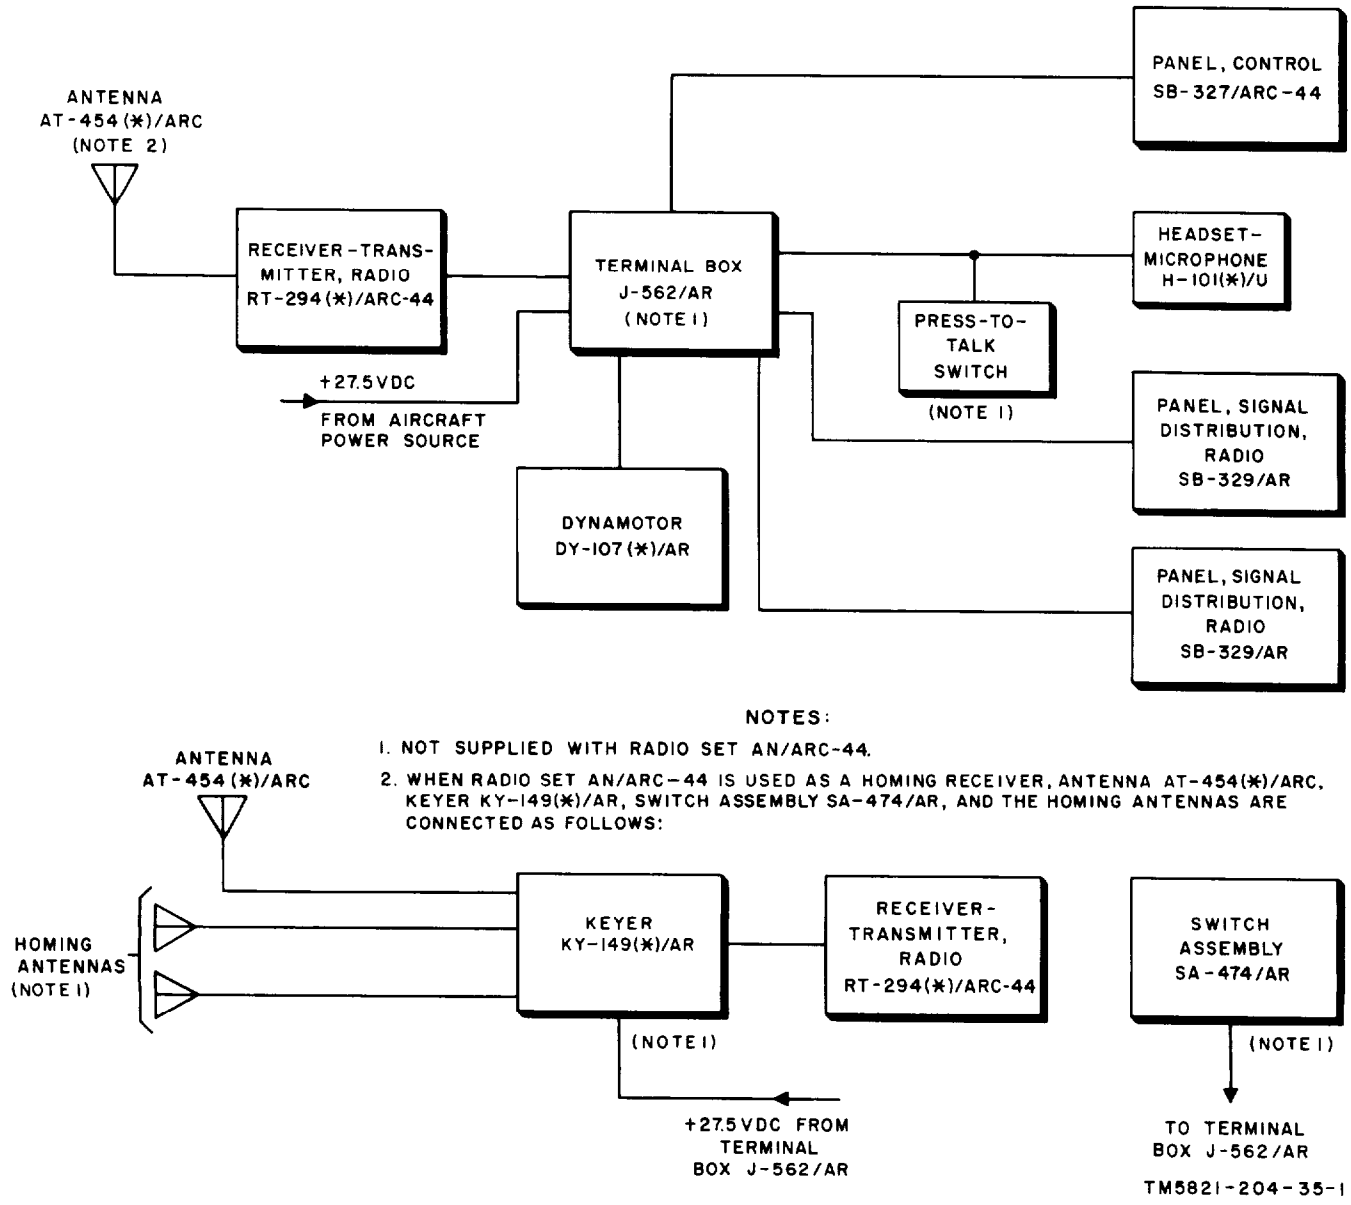 PANEL, CONTROL
SB-327/ARC-44
ANTENNA
AT-454(*)/ARC
(NOTE 2)
RECEIVER-TRANS-
MITTER, RADIO
RT-294(*)/ARC-44
TERMINAL BOX
J-562/AR
(NOTE 1)
HEADSET-
MICROPHONE
H-101(*)/U
PRESS-TO-
TALK
SWITCH
(NOTE 1)
+27.5VDC
FROM AIRCRAFT
POWER SOURCE
PANEL, SIGNAL
DISTRIBUTION,
RADIO
SB-329/AR
DYNAMOTOR
DY-107(*)/AR
PANEL, SIGNAL
DISTRIBUTION,
RADIO
SB-329/AR
NOTES:
1. NOT SUPPLIED WITH RADIO SET AN/ARC-44.
2. WHEN RADIO SET AN/ARC-44 IS USED AS A HOMING RECEIVER, ANTENNA AT-454(*)/ARC,
KEYER KY-149(*)/AR, SWITCH ASSEMBLY SA-474/AR, AND THE HOMING ANTENNAS ARE
CONNECTED AS FOLLOWS:
ANTENNA
AT-454(*)/ARC
HOMING
ANTENNAS
(NOTE 1)
KEYER
KY-149(*)/AR
(NOTE 1)
RECEIVER-
TRANSMITTER,
RADIO
RT-294(*)/ARC-44
SWITCH
ASSEMBLY
SA-474/AR
(NOTE 1)
+27.5VDC FROM
TERMINAL
BOX J-562/AR
TO TERMINAL
BOX J-562/AR
TM5821-204-35-1